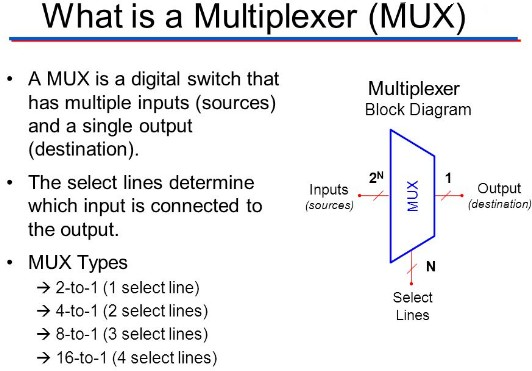 What is a Multiplexer (MUX)
• A MUX is a digital switch that
has multiple inputs (sources)
and a single output
(destination).
• The select lines determine
which input is connected to
the output.
• MUX Types
→ 2-to-1 (1 select line)
→ 4-to-1 (2 select lines)
→ 8-to-1 (3 select lines)
→ 16-to-1 (4 select lines)
Multiplexer
Block Diagram
Inputs
(sources)
2ᴺ
MUX
1
Output
(destination)
N
Select
Lines